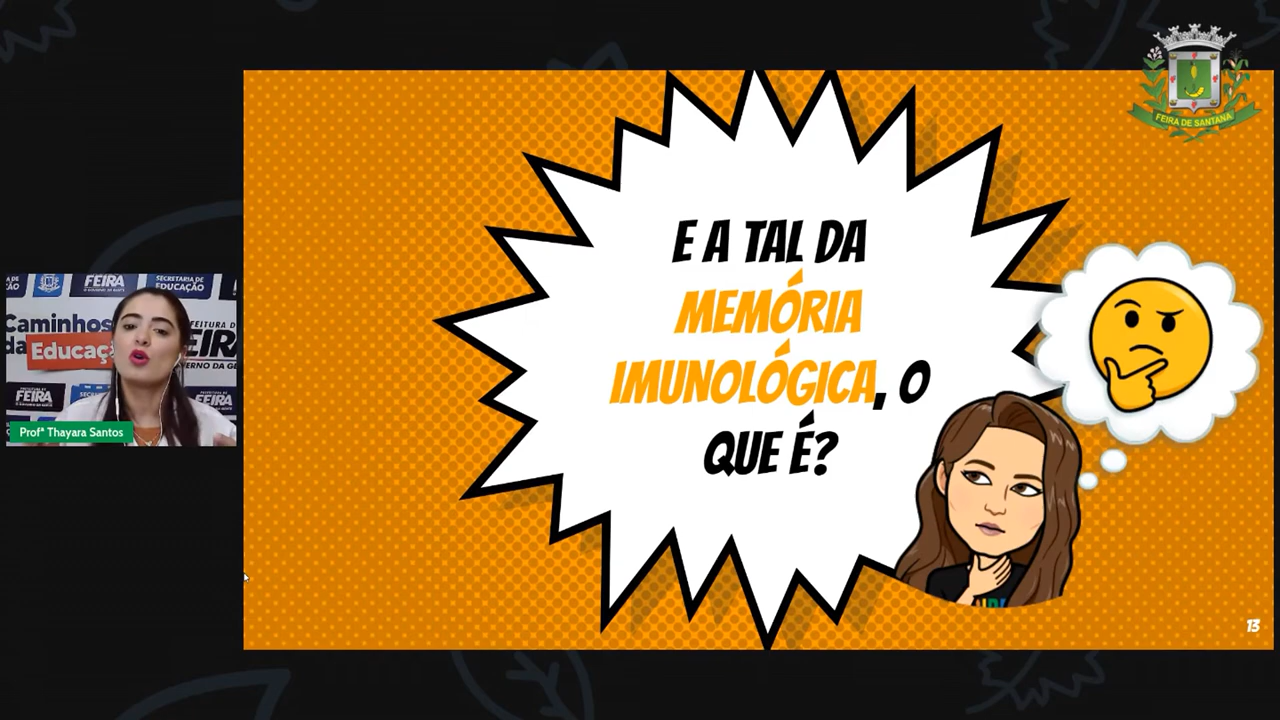 FEIRA DE SANTANA
E A TAL DA
MEMÓRIA
IMUNOLÓGICA, O
QUE É?
13
FEIRA
SECRETARIA DE
EDUCAÇÃO
Caminhos
da Educaç
FEIRA
Profª Thayara Santos